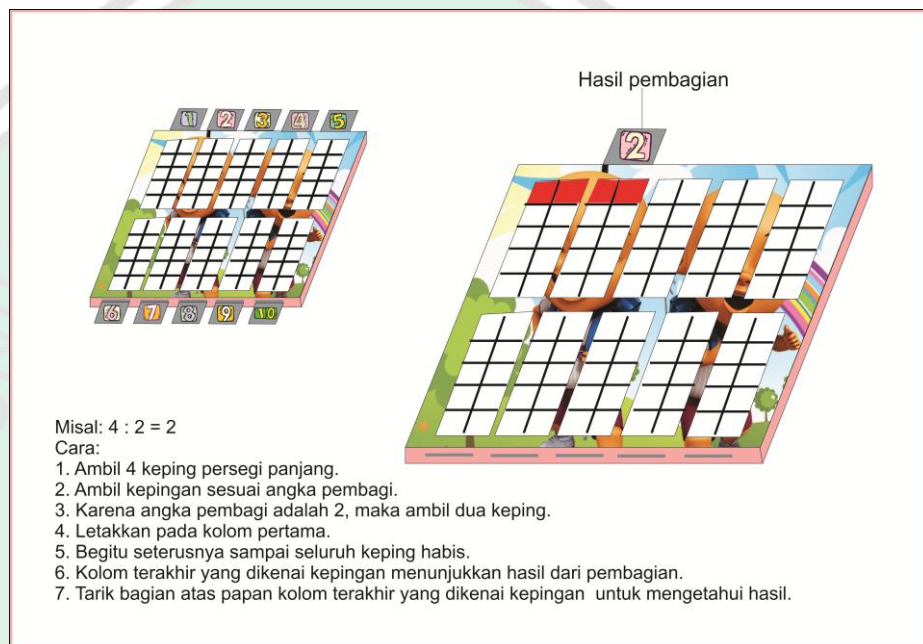 Hasil pembagian
1 2 3 4 5
2
6 7 8 9 10
Misal: 4 : 2 = 2
Cara:
1. Ambil 4 keping persegi panjang.
2. Ambil kepingan sesuai angka pembagi.
3. Karena angka pembagi adalah 2, maka ambil dua keping.
4. Letakkan pada kolom pertama.
5. Begitu seterusnya sampai seluruh keping habis.
6. Kolom terakhir yang dikenai kepingan menunjukkan hasil dari pembagian.
7. Tarik bagian atas papan kolom terakhir yang dikenai kepingan  untuk mengetahui hasil.